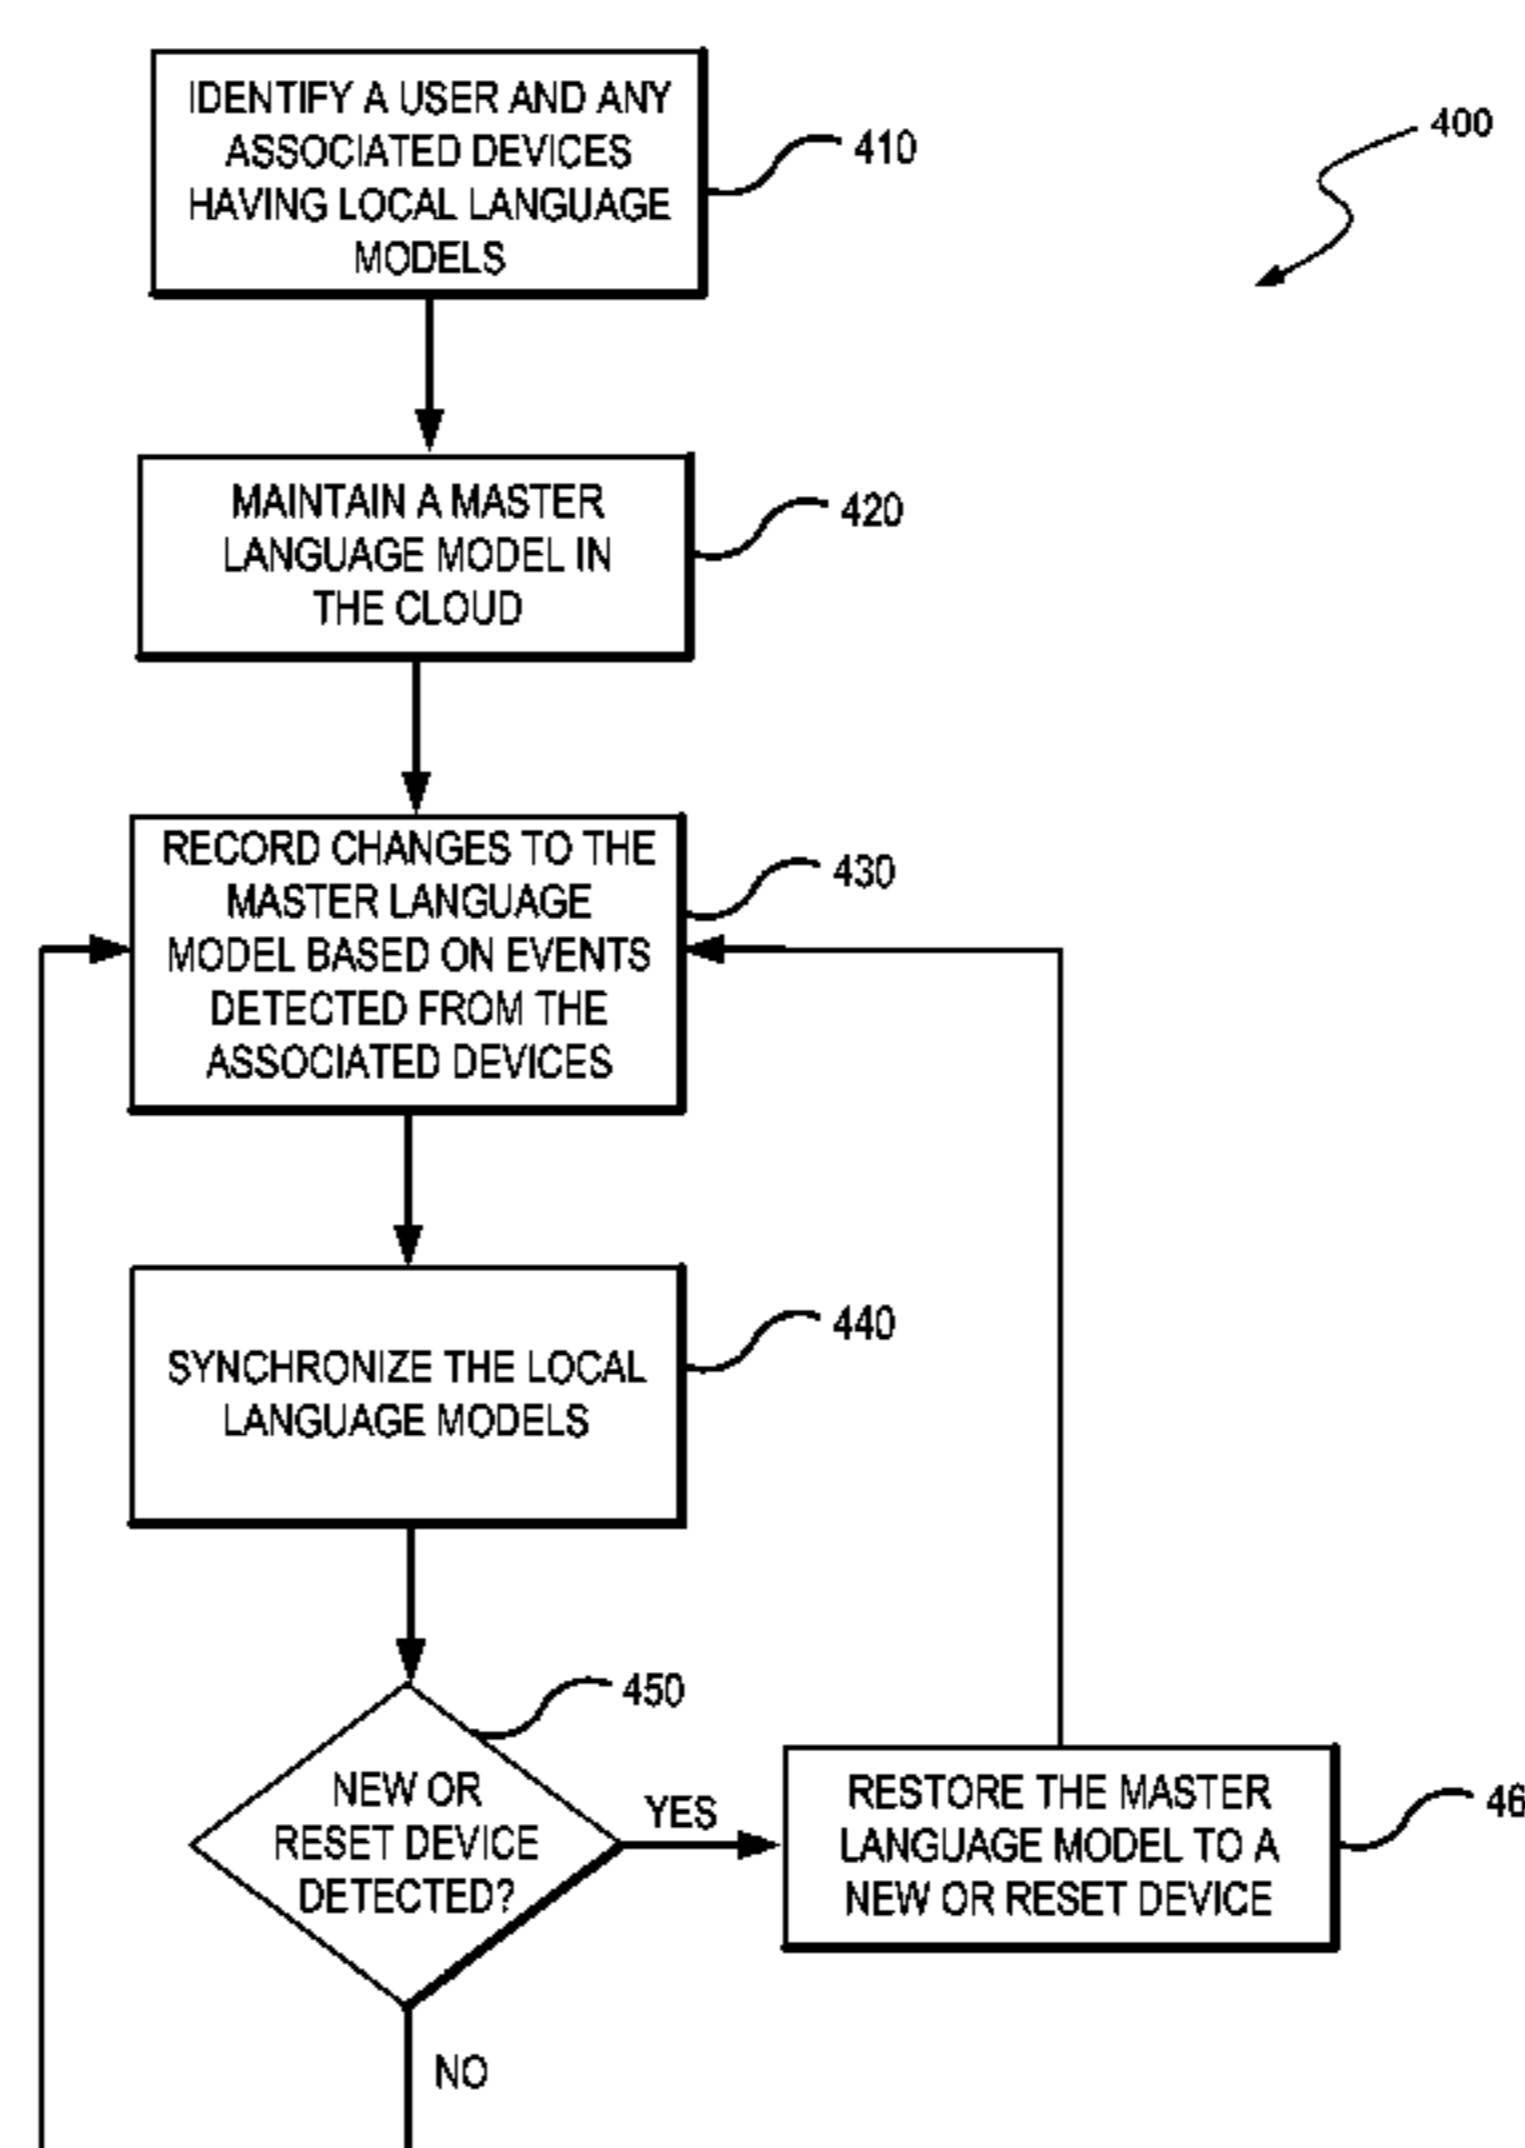 IDENTIFY A USER AND ANY
ASSOCIATED DEVICES
HAVING LOCAL LANGUAGE
MODELS
410
400
MAINTAIN A MASTER
LANGUAGE MODEL IN
THE CLOUD
420
RECORD CHANGES TO THE
MASTER LANGUAGE
MODEL BASED ON EVENTS
DETECTED FROM THE
ASSOCIATED DEVICES
430
SYNCHRONIZE THE LOCAL
LANGUAGE MODELS
440
450
NEW OR
RESET DEVICE
DETECTED?
YES
RESTORE THE MASTER
LANGUAGE MODEL TO A
NEW OR RESET DEVICE
NO